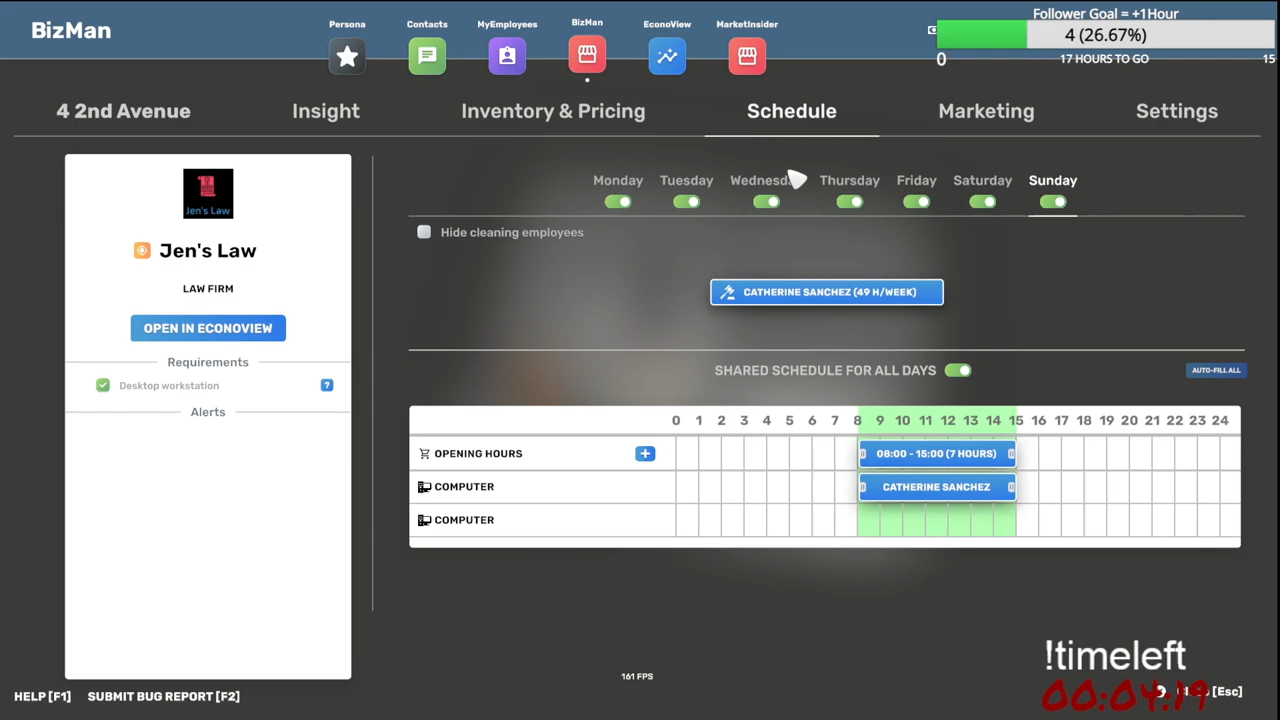 BizMan
Persona
Contacts
MyEmployees
BizMan
EconoView
MarketInsider
Follower Goal = +1Hour
4 (26.67%)
0
17 HOURS TO GO
15
4 2nd Avenue
Insight
Inventory & Pricing
Schedule
Marketing
Settings
Jen's Law
Jen's Law
LAW FIRM
OPEN IN ECONOVIEW
Requirements
Desktop workstation
?
Alerts
Monday Tuesday Wednesd Thursday Friday Saturday Sunday
Hide cleaning employees
CATHERINE SANCHEZ (49 H/WEEK)
SHARED SCHEDULE FOR ALL DAYS
AUTO-FILL ALL
0 1 2 3 4 5 6 7 8 9 10 11 12 13 14 15 16 17 18 19 20 21 22 23 24
OPENING HOURS
08:00 - 15:00 (7 HOURS)
COMPUTER
CATHERINE SANCHEZ
COMPUTER
!timeleft
00:04:19
161 FPS
HELP [F1]
SUBMIT BUG REPORT [F2]
[Esc]